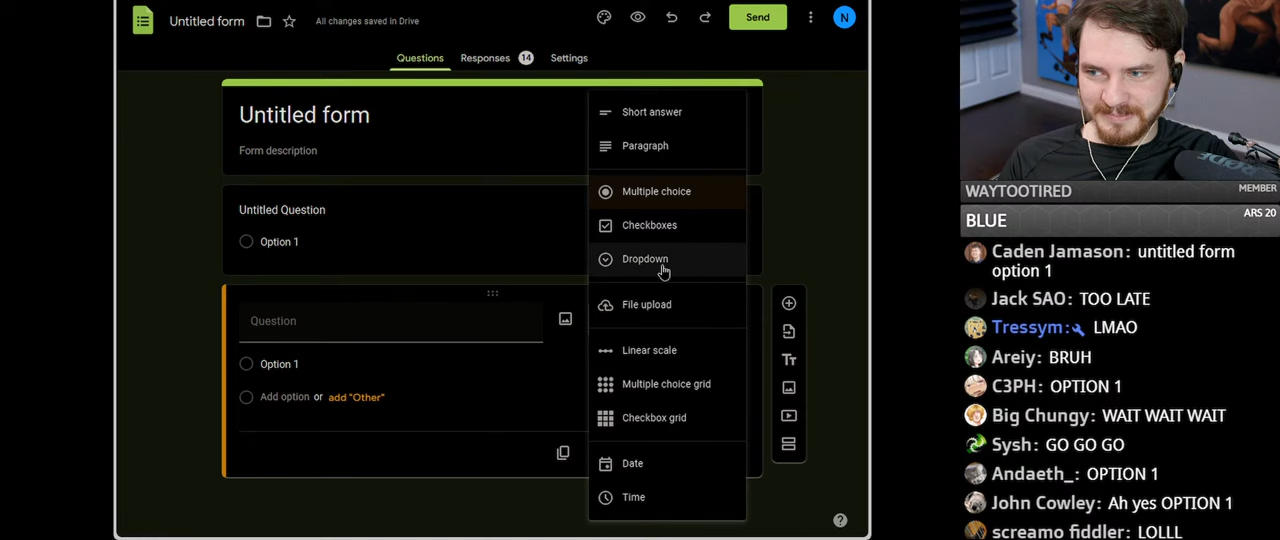 Untitled form
All changes saved in Drive
Send
N
Questions
Responses 14
Settings
Untitled form
Form description
Untitled Question
Option 1
Question
Option 1
Add option or add "Other"
Short answer
Paragraph
Multiple choice
Checkboxes
Dropdown
File upload
Linear scale
Multiple choice grid
Checkbox grid
Date
Time
Tт
RØDE
WAYTOOTIRED
MEMBER
BLUE
ARS 20
Caden Jamason: untitled form
option 1
Jack SAO: TOO LATE
Tressym: LMAO
Areiy: BRUH
C3PH: OPTION 1
Big Chungy: WAIT WAIT WAIT
Sysh: GO GO GO
Andaeth_: OPTION 1
John Cowley: Ah yes OPTION 1
screamo fiddler: LOLLL